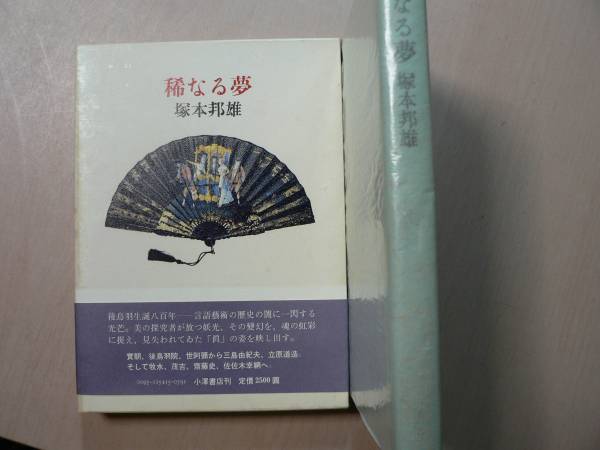 稀なる夢
塚本邦雄
後鳥羽生誕八百年――言語藝術の歷史の闇に一閃する
光芒。美の探究者が放つ妖光、その變幻を、魂の虹彩
に捉え、見失われてゐた「眞」の姿を映し出す。
實朝、後鳥羽院、世阿彌から三島由紀夫、立原道造。
そして牧水、茂吉、齋藤史、佐佐木幸綱へ。
0095-125415-0791 小澤書店刊 定價2500圓
なる夢 塚本邦雄